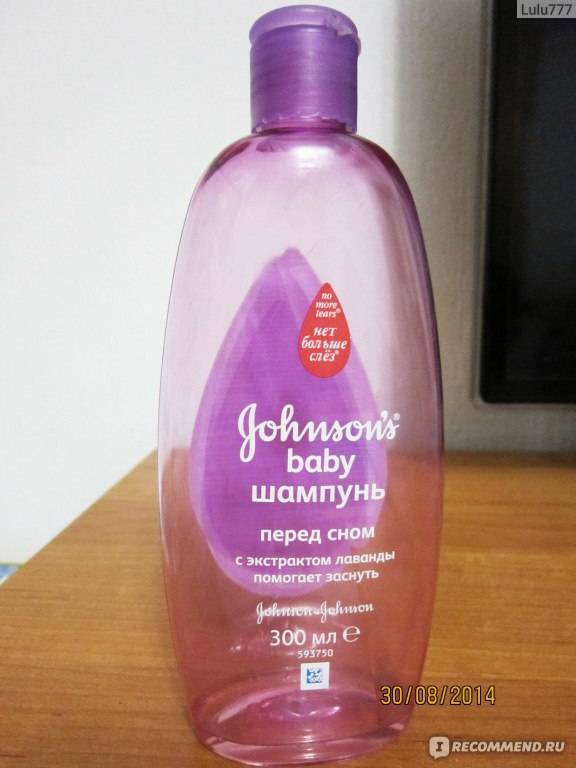 Lulu777
no
more
tears®
нет
больше
слёз®
Johnson's®
baby
шампунь
перед сном
с экстрактом лаванды
помогает заснуть
Johnson & Johnson
300 мл e
593750
30/08/2014
I RECOMMEND.RU